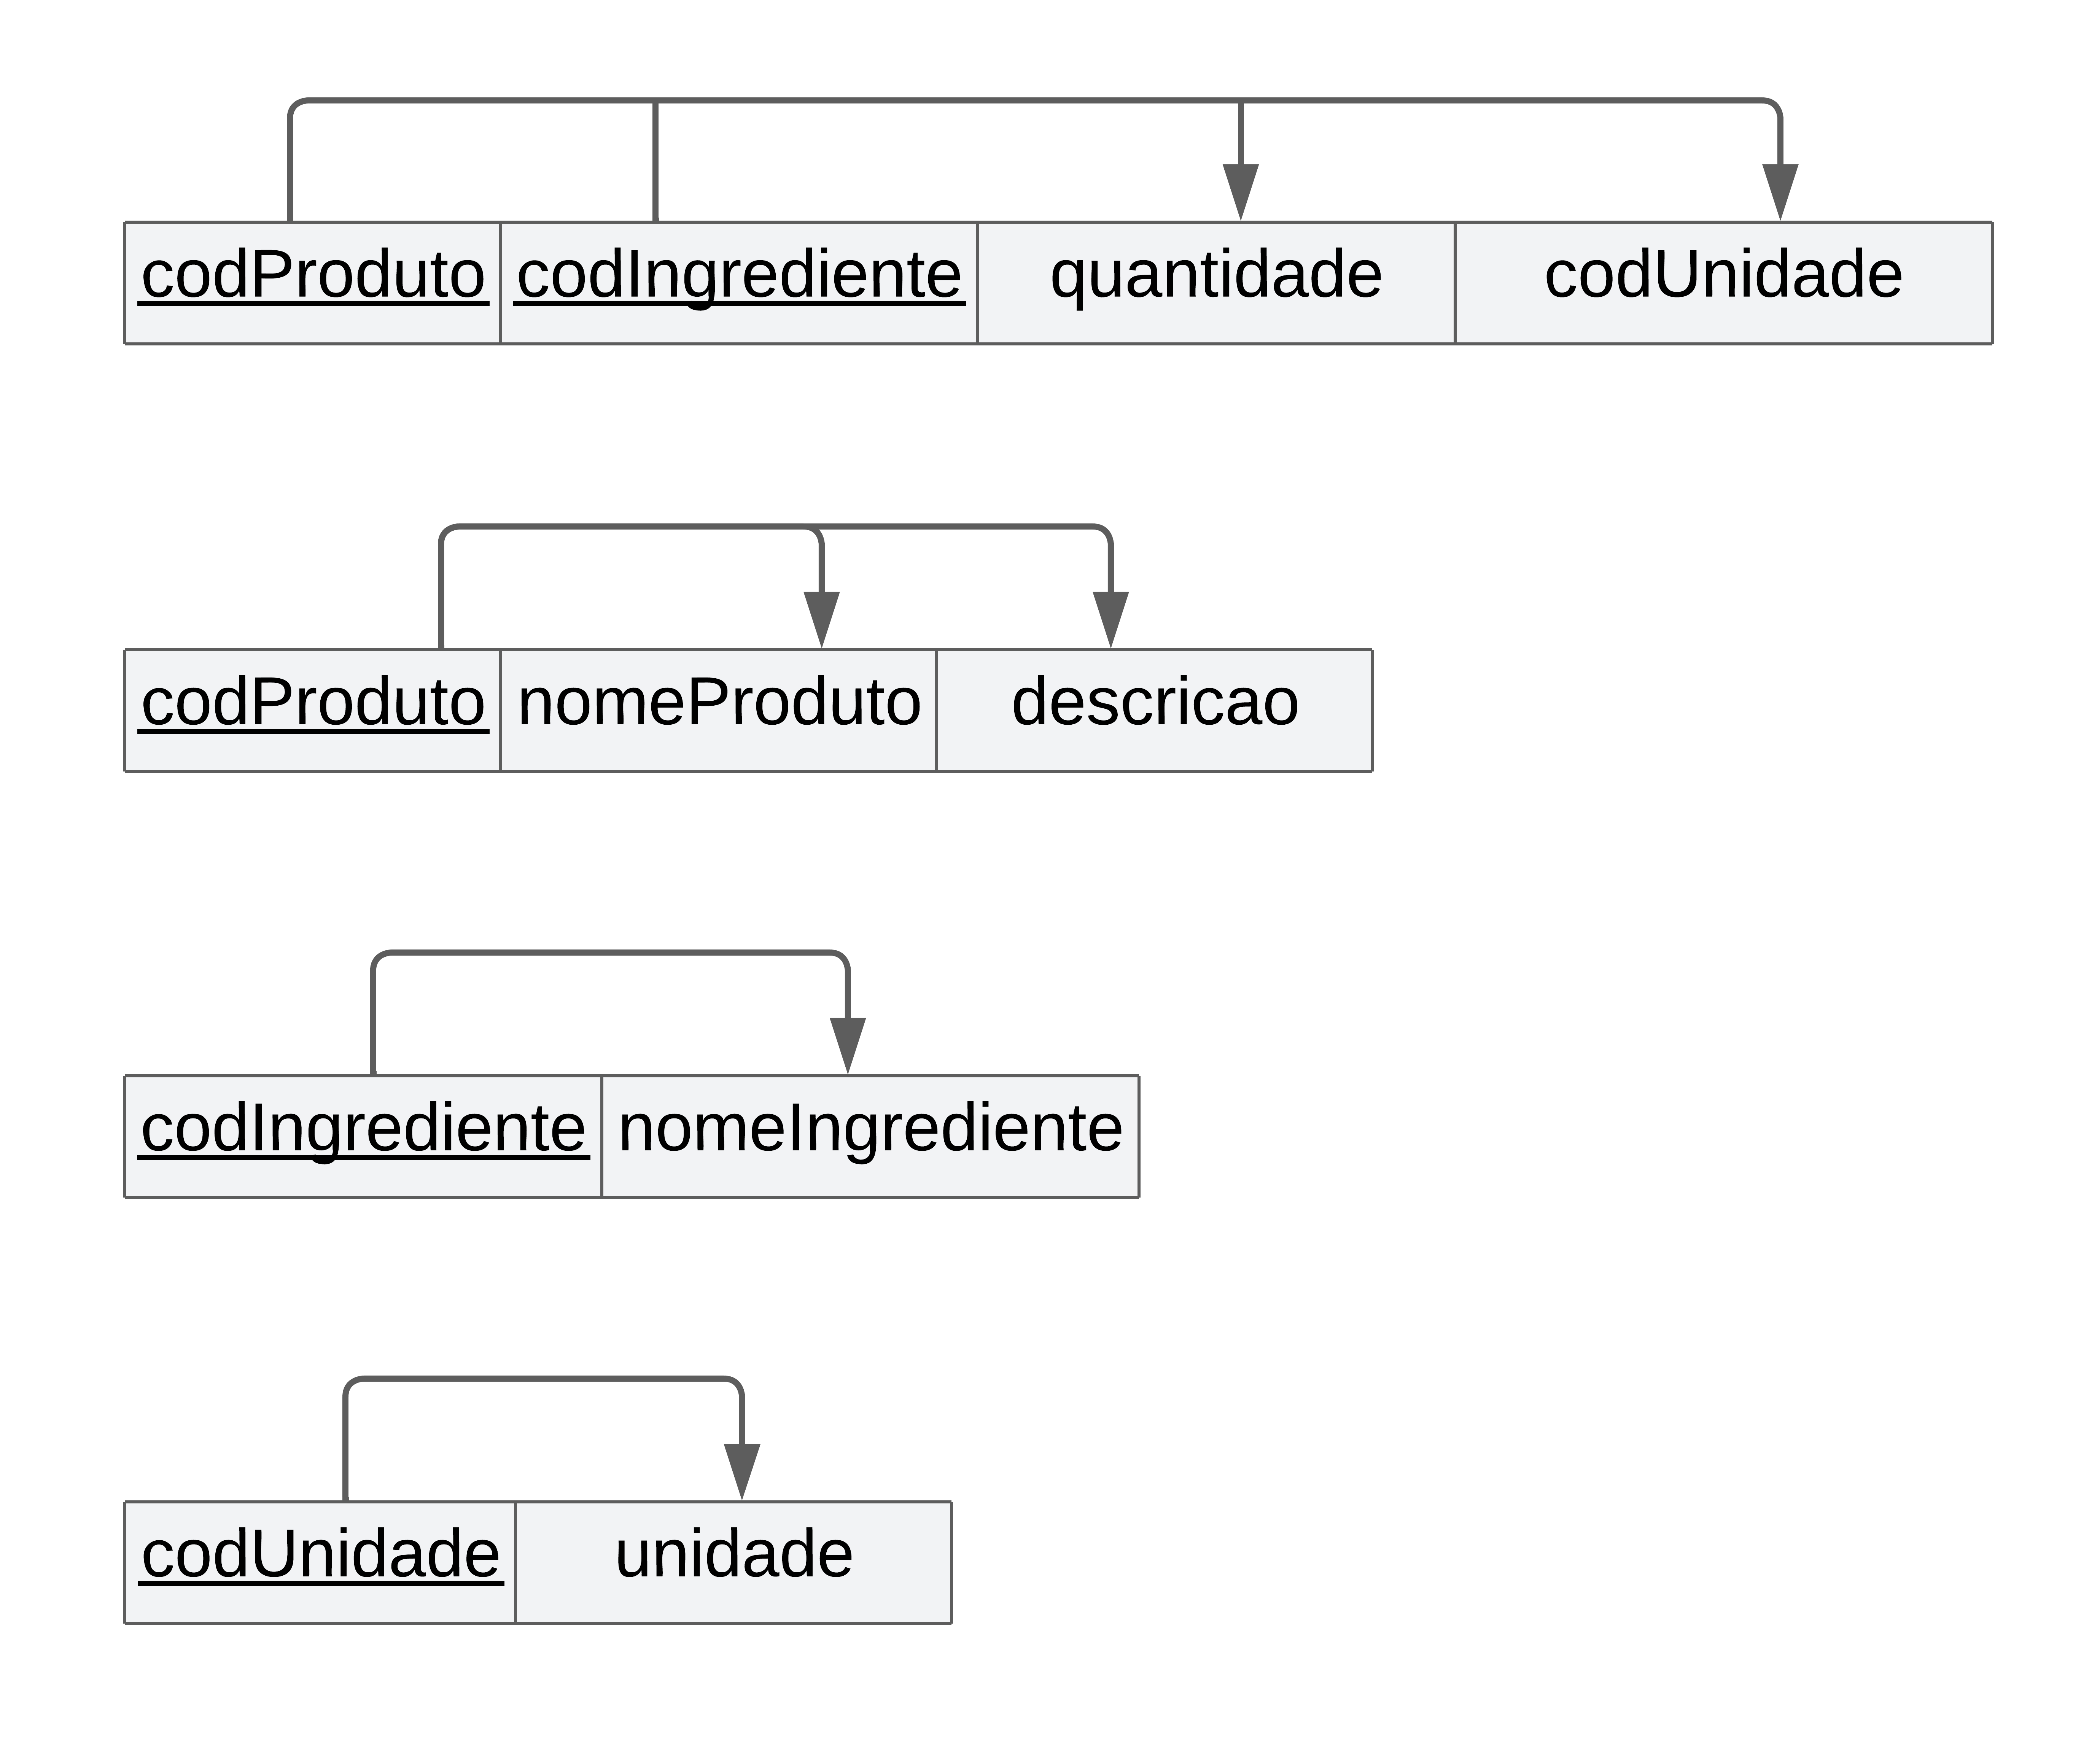 codProduto codIngrediente quantidade codUnidade
codProduto nomeProduto descricao
codIngrediente nomeIngrediente
codUnidade unidade